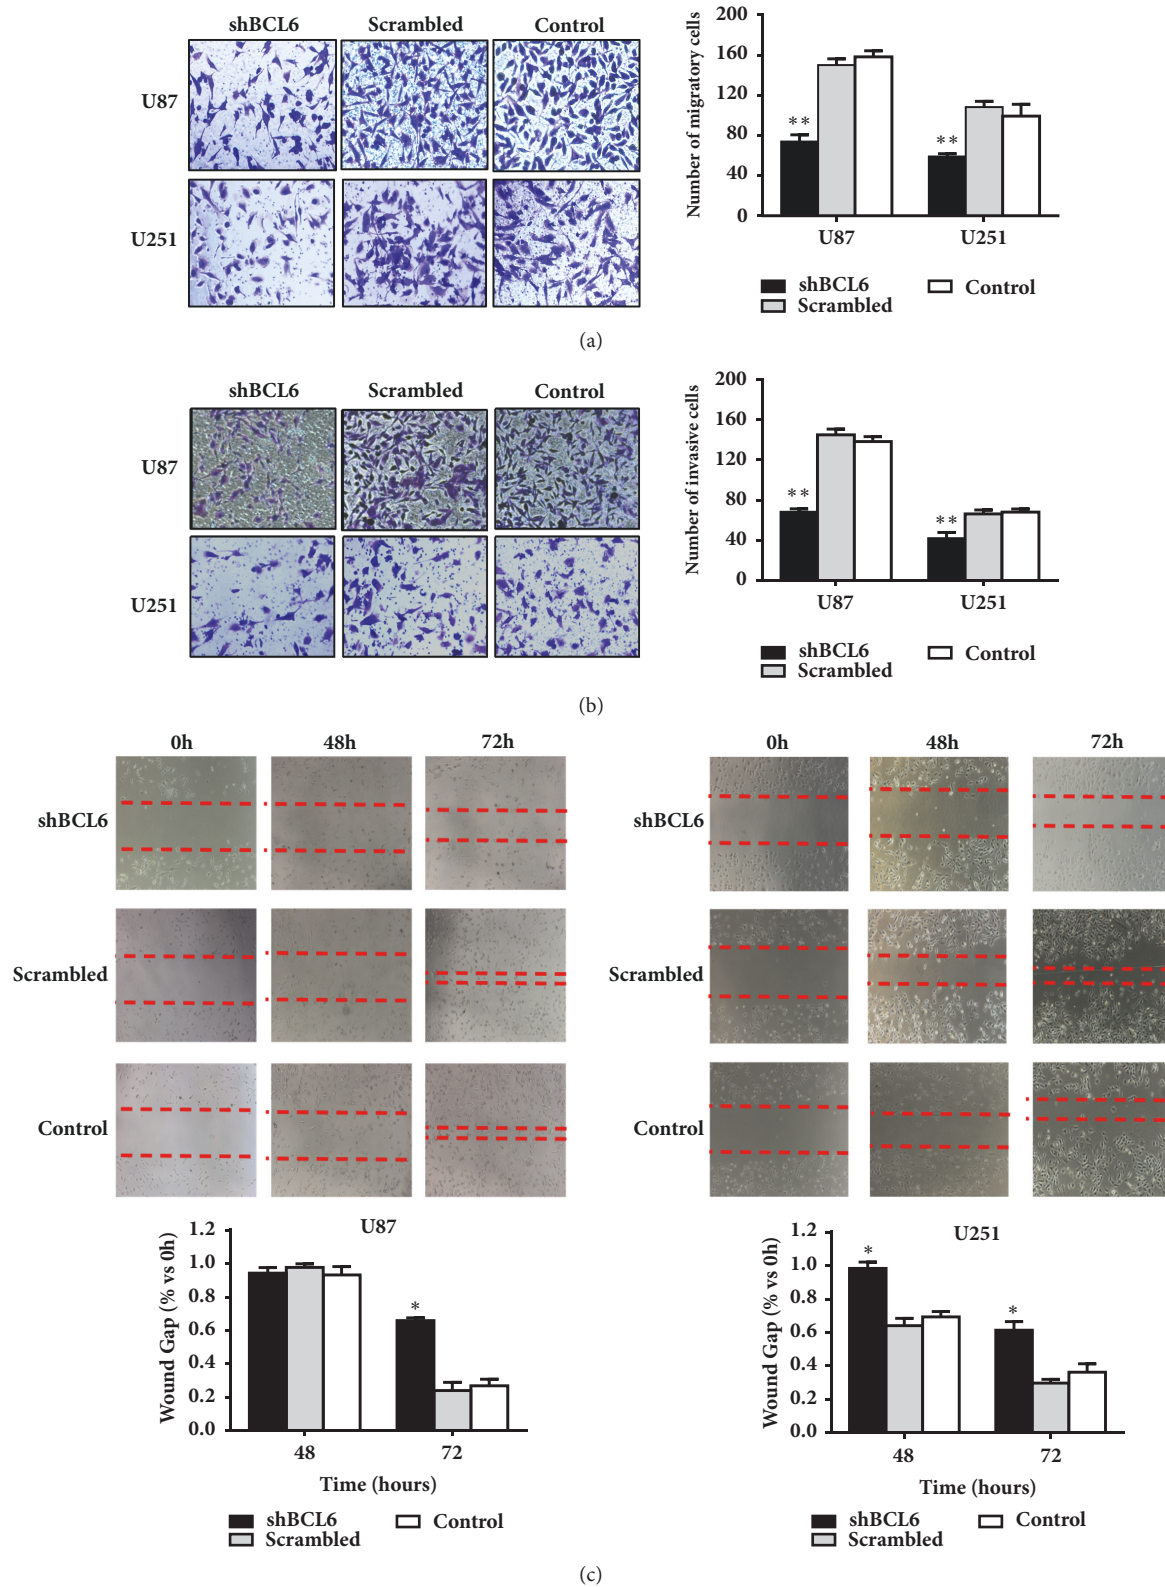 shBCL6 Scrambled Control
U87
U251
Number of migratory cells
200
160
120
80
40
0
** **
U87 U251
shBCL6 Control
Scrambled
(a)
shBCL6 Scrambled Control
U87
U251
Number of invasive cells
200
160
120
80
40
0
** **
U87 U251
shBCL6 Control
Scrambled
(b)
0h 48h 72h
shBCL6
Scrambled
Control
0h 48h 72h
shBCL6
Scrambled
Control
U87
Wound Gap (% vs 0h)
1.2
1.0
0.8
0.6
0.4
0.2
0.0
*
48 72
Time (hours)
shBCL6 Control
Scrambled
U251
Wound Gap (% vs 0h)
1.2
1.0
0.8
0.6
0.4
0.2
0.0
* *
48 72
Time (hours)
shBCL6 Control
Scrambled
(c)